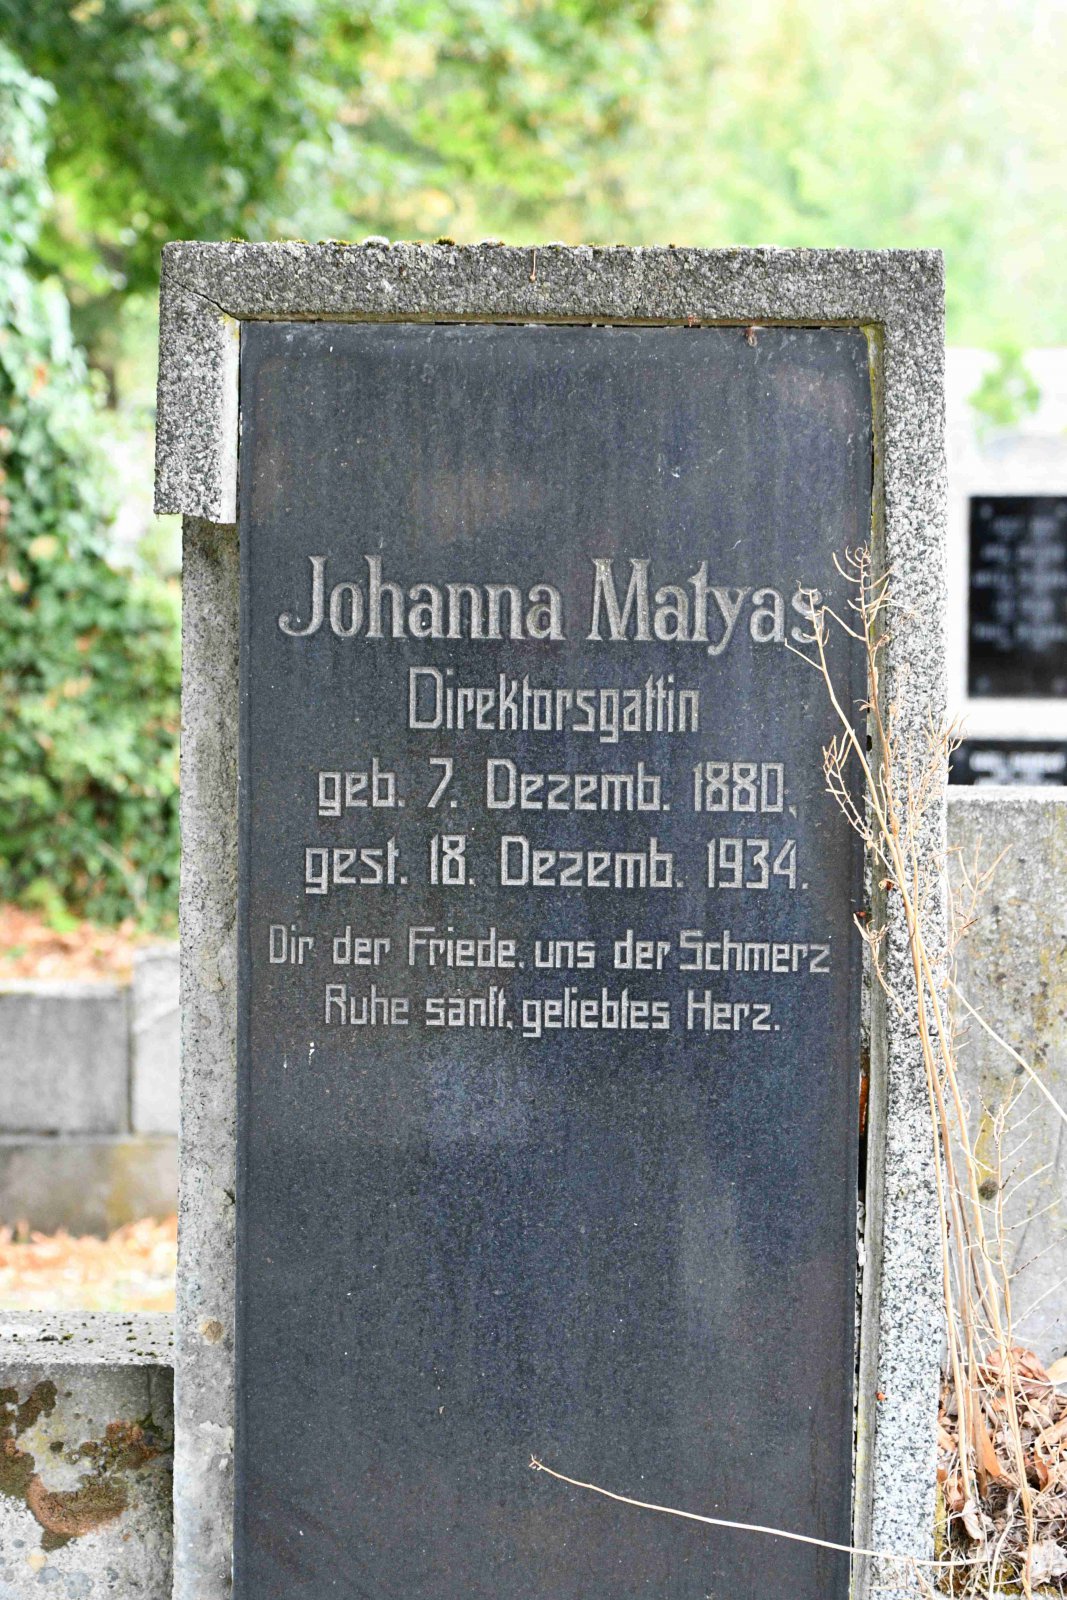 Johanna Matyas
Direktorsgattin
geb. 7. Dezemb. 1880,
gest. 18. Dezemb. 1934.
Dir der Friede, uns der Schmerz
Ruhe sanft, geliebtes Herz.